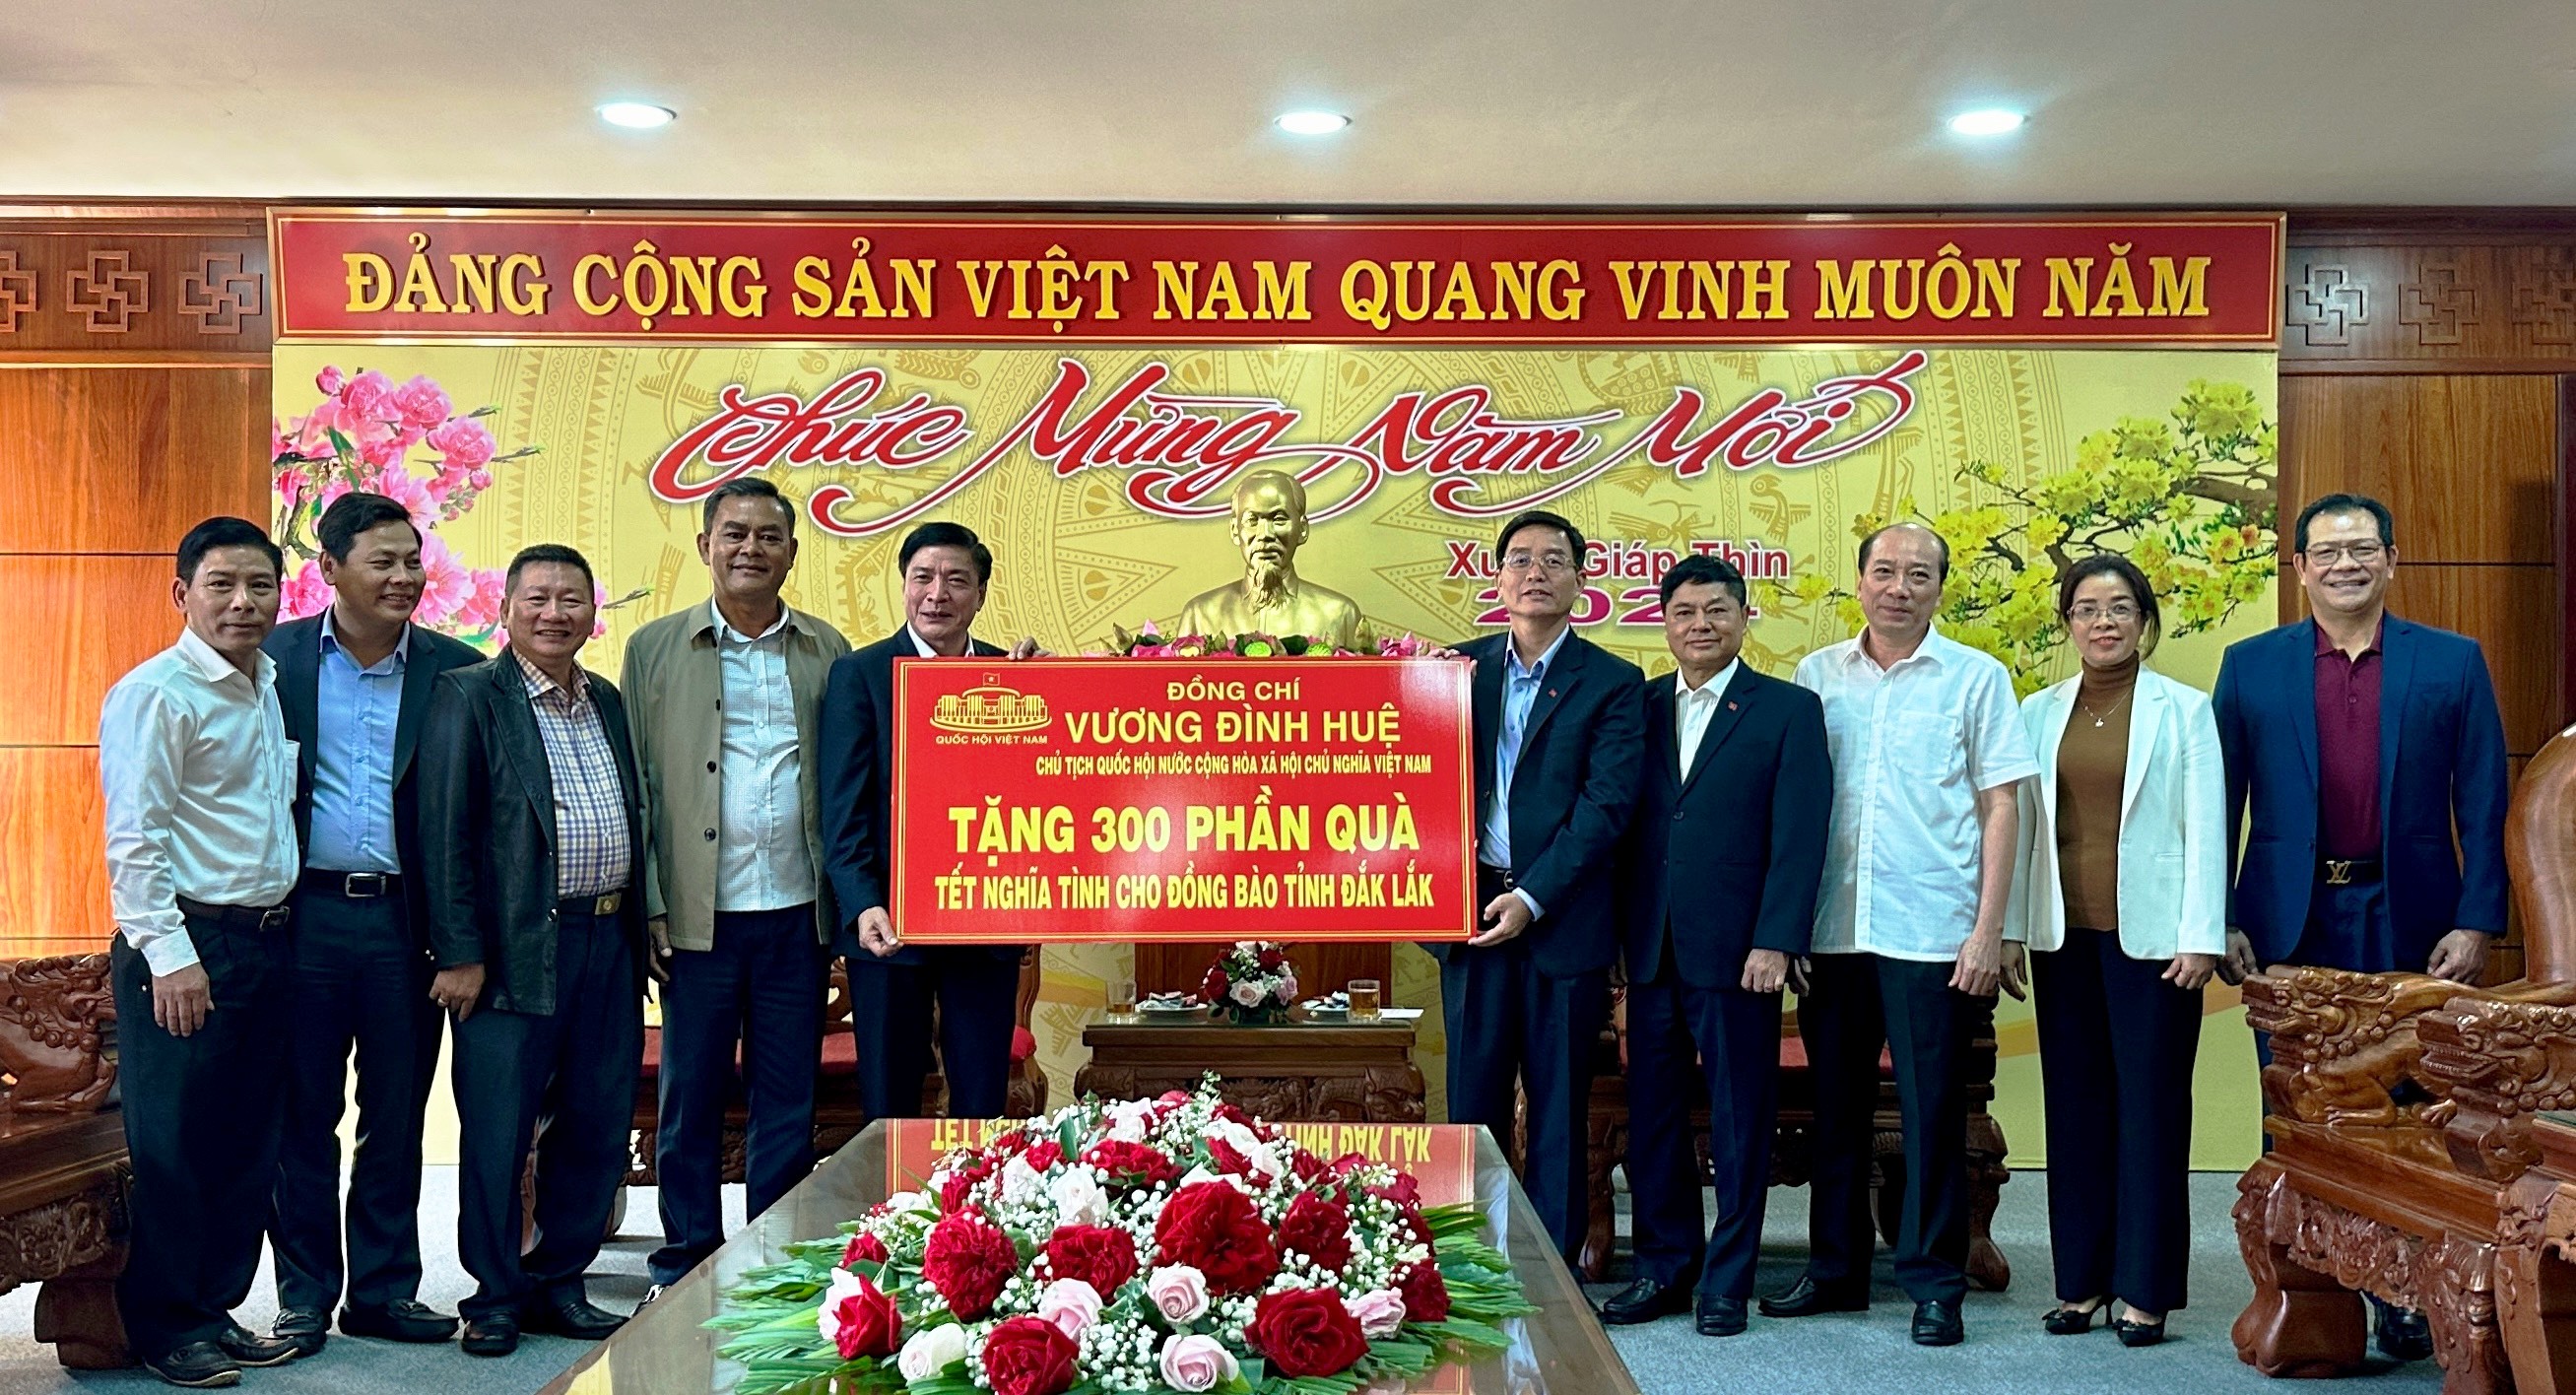 ĐẢNG CỘNG SẢN VIỆT NAM QUANG VINH MUÔN NĂM
Chúc Mừng Năm Mới
Giáp Thìn
ĐỒNG CHÍ
VƯƠNG ĐÌNH HUỆ
QUỐC HỘI VIỆT NAM
CHỦ TỊCH QUỐC HỘI NƯỚC CỘNG HÒA XÃ HỘI CHỦ NGHĨA VIỆT NAM
TẶNG 300 PHẦN QUÀ
TẾT NGHĨA TÌNH CHO ĐỒNG BÀO TỈNH ĐẮK LẮK